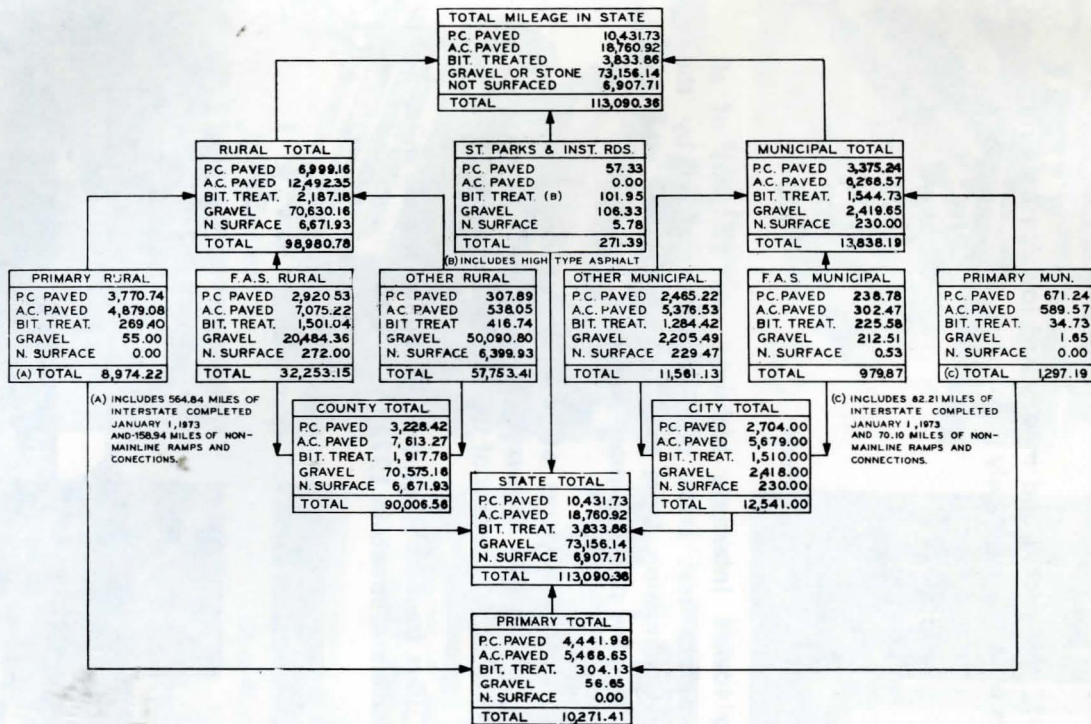 TOTAL MILEAGE IN STATE
P.C. PAVED 10,431.73
A.C. PAVED 18,760.92
BIT. TREATED 3,833.86
GRAVEL OR STONE 73,156.14
NOT SURFACED 6,907.71
TOTAL 113,090.36
RURAL TOTAL
P.C. PAVED 6,999.16
A.C. PAVED 12,492.35
BIT. TREAT. 2,187.18
GRAVEL 70,630.16
N. SURFACE 6,671.93
TOTAL 98,980.78
ST. PARKS & INST. RDS.
P.C. PAVED 57.33
A.C. PAVED 0.00
BIT. TREAT. (B) 101.95
GRAVEL 106.33
N. SURFACE 5.78
TOTAL 271.39
(B) INCLUDES HIGH TYPE ASPHALT
MUNICIPAL TOTAL
P.C. PAVED 3,375.24
A.C. PAVED 6,268.57
BIT. TREAT. 1,544.73
GRAVEL 2,419.65
N. SURFACE 230.00
TOTAL 13,838.19
PRIMARY RURAL
P.C PAVED 3,770.74
A.C. PAVED 4,879.08
BIT. TREAT. 269.40
GRAVEL 55.00
N. SURFACE 0.00
(A) TOTAL 8,974.22
(A) INCLUDES 564.84 MILES OF
INTERSTATE COMPLETED
JANUARY 1, 1973
AND 158.94 MILES OF NON-
MAINLINE RAMPS AND
CONECTIONS.
F.A.S. RURAL
P.C PAVED 2,920 53
A.C. PAVED 7,075.22
BIT. TREAT. 1,501.04
GRAVEL 20,484.36
N. SURFACE 272.00
TOTAL 32,253.15
OTHER RURAL
P.C PAVED 307.89
A.C. PAVED 538.05
BIT. TREAT 416.74
GRAVEL 50,090.80
N. SURFACE 6,399.93
TOTAL 57,753.41
OTHER MUNICIPAL.
P.C. PAVED 2,465.22
A.C. PAVED 5,376.53
BIT. TREAT. 1,284.42
GRAVEL 2,205.49
N. SURFACE 229 47
TOTAL 11,561.13
F.A.S. MUNICIPAL
P.C. PAVED 238.78
A.C. PAVED 302.47
BIT. TREAT. 225.58
GRAVEL 212.51
N. SURFACE 0.53
TOTAL 979.87
PRIMARY MUN.
P.C. PAVED 671.24
A.C. PAVED 589.57
BIT. TREAT. 34.73
GRAVEL 1.65
N. SURFACE 0.00
(C) TOTAL 1,297.19
(C) INCLUDES 82.21 MILES OF
INTERSTATE COMPLETED
JANUARY 1, 1973
AND 70.10 MILES OF NON-
MAINLINE RAMPS AND
CONNECTIONS.
COUNTY TOTAL
P.C. PAVED 3,228.42
A.C. PAVED 7,613.27
BIT. TREAT. 1,917.78
GRAVEL 70,575.16
N. SURFACE 6,671.93
TOTAL 90,006.56
CITY TOTAL
P.C. PAVED 2,704.00
A.C. PAVED 5,679.00
BIT. TREAT. 1,510.00
GRAVEL 2,418.00
N. SURFACE 230.00
TOTAL 12,541.00
STATE TOTAL
P.C. PAVED 10,431.73
A.C. PAVED 18,760.92
BIT. TREAT. 3,833.86
GRAVEL 73,156.14
N. SURFACE 6,907.71
TOTAL 113,090.36
PRIMARY TOTAL
P.C. PAVED 4,441.98
A.C. PAVED 5,468.65
BIT. TREAT. 304.13
GRAVEL 56.65
N. SURFACE 0.00
TOTAL 10,271.41